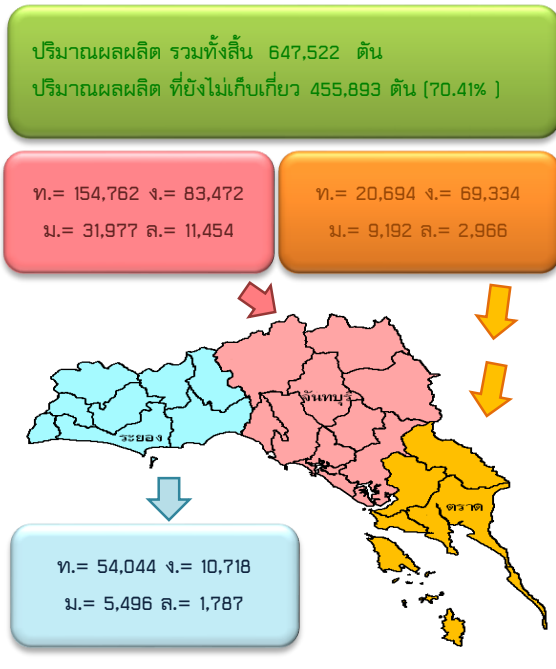 ปริมาณผลผลิต รวมทั้งสิ้น 647,522 ตัน
ปริมาณผลผลิต ที่ยังไม่เก็บเกี่ยว 455,893 ตัน (70.41% )
ท.= 154,762 ง.= 83,472
ม.= 31,977 ล.= 11,454
ท.= 20,694 ง.= 69,334
ม.= 9,192 ล.= 2,966
จันทบุรี
ระยอง
ตราด
ท.= 54,044 ง.= 10,718
ม.= 5,496 ล.= 1,787